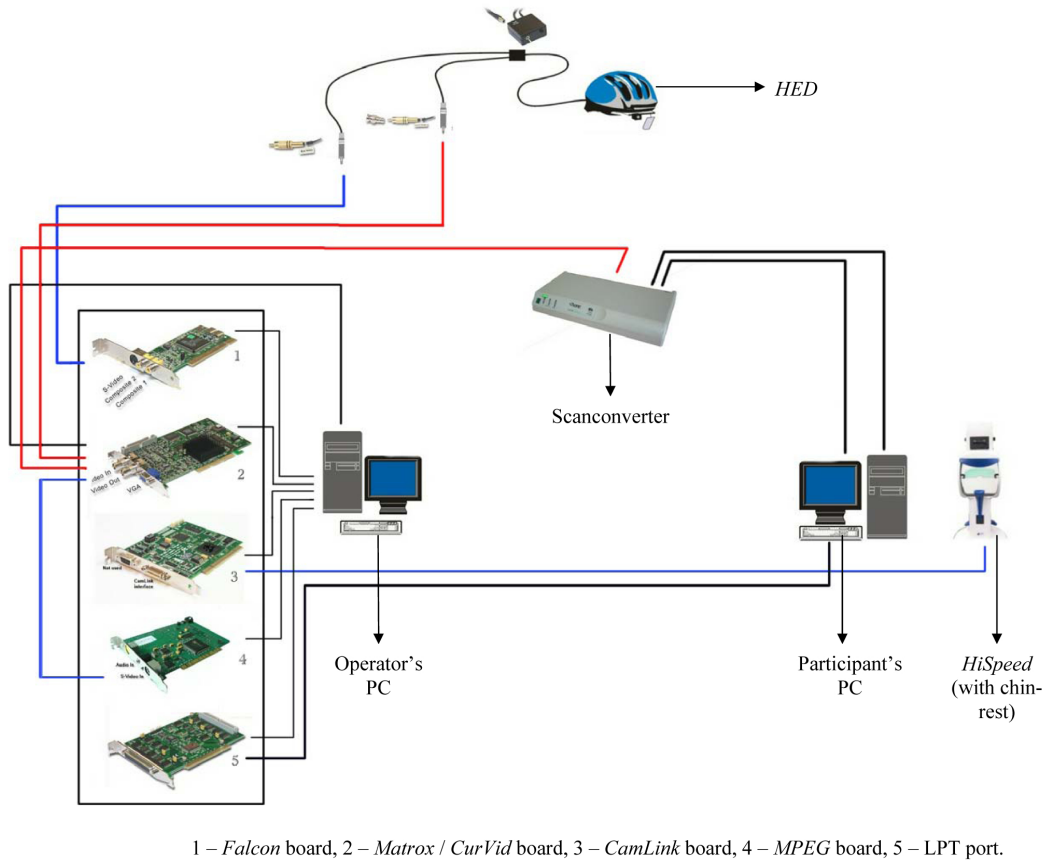 HED
Scanconverter
1
S-Video
Composite 2
Composite 1
2
Video In
Video Out
VGA
Not used
CamLink
interface
3
Audio In
S-Video In
4
5
Operator's
PC
Participant's
PC
HiSpeed
(with chin-
rest)
1 – Falcon board, 2 – Matrox / CurVid board, 3 – CamLink board, 4 – MPEG board, 5 – LPT port.